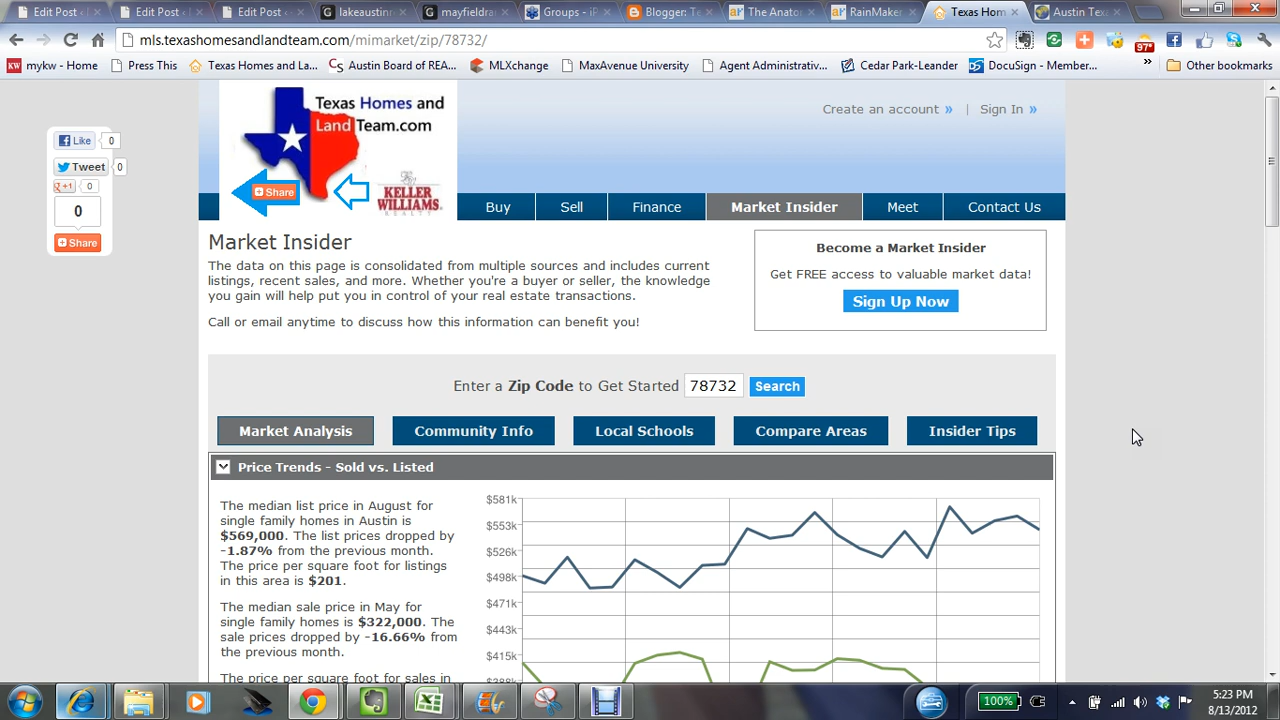 Edit Post ‹
Edit Post ‹
Edit Post ‹
lakeaustinr
mayfieldran
Groups - iP
Blogger: Te
The Anator
RainMaker
Texas Hom
Austin Tex
mls.texashomesandlandteam.com/mimarket/zip/78732/
97°
mykw - Home
Press This
Texas Homes and La...
Austin Board of REA...
MLXchange
MaxAvenue University
Agent Administrativ...
Cedar Park-Leander
DocuSign - Member...
»
Other bookmarks
Like 0
Tweet 0
+1 0
0
Share
Texas Homes and
Land Team.com
Share
KELLER
WILLIAMS
REALTY
Create an account » | Sign In »
Buy
Sell
Finance
Market Insider
Meet
Contact Us
Market Insider
The data on this page is consolidated from multiple sources and includes current
listings, recent sales, and more. Whether you're a buyer or seller, the knowledge
you gain will help put you in control of your real estate transactions.
Call or email anytime to discuss how this information can benefit you!
Become a Market Insider
Get FREE access to valuable market data!
Sign Up Now
Enter a Zip Code to Get Started 78732 Search
Market Analysis
Community Info
Local Schools
Compare Areas
Insider Tips
Price Trends - Sold vs. Listed
The median list price in August for
single family homes in Austin is
$569,000. The list prices dropped by
-1.87% from the previous month.
The price per square foot for listings
in this area is $201.
The median sale price in May for
single family homes is $322,000. The
sale prices dropped by -16.66% from
the previous month.
The price per square foot for sales in
$581k
$553k
$526k
$498k
$471k
$443k
$415k
$388k
100%
5:23 PM
8/13/2012